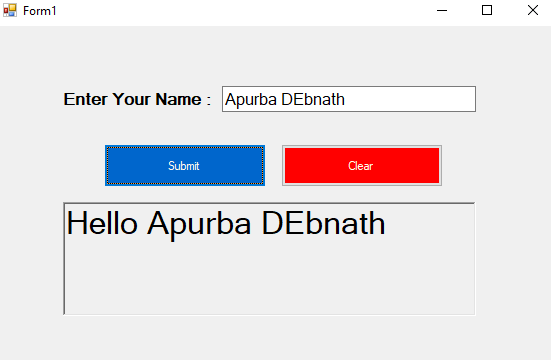 Form1
Enter Your Name : Apurba DEbnath
Submit Clear
Hello Apurba DEbnath